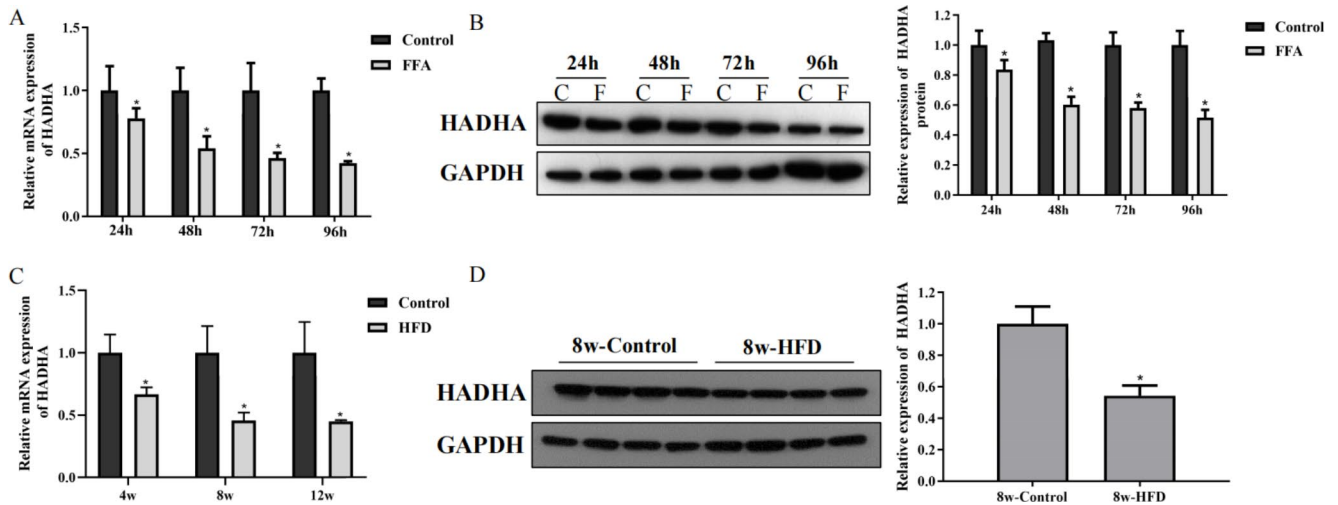 A
Relative mRNA expression
of HADHA
1.5
1.0
0.5
0.0
*
*
*
*
24h
48h
72h
96h
Control
FFA
B
24h 48h 72h 96h
C F C F C F C F
HADHA
GAPDH
Relative expression of HADHA
protein
1.2
1.0
0.8
0.6
0.4
0.2
0.0
*
*
*
*
24h
48h
72h
96h
Control
FFA
C
Relative mRNA expression
of HADHA
1.5
1.0
0.5
0.0
*
*
*
4w
8w
12w
Control
HFD
D
8w-Control 8w-HFD
HADHA
GAPDH
Relative expression of HADHA
1.2
1.0
0.8
0.6
0.4
0.2
0.0
*
8w-Control
8w-HFD